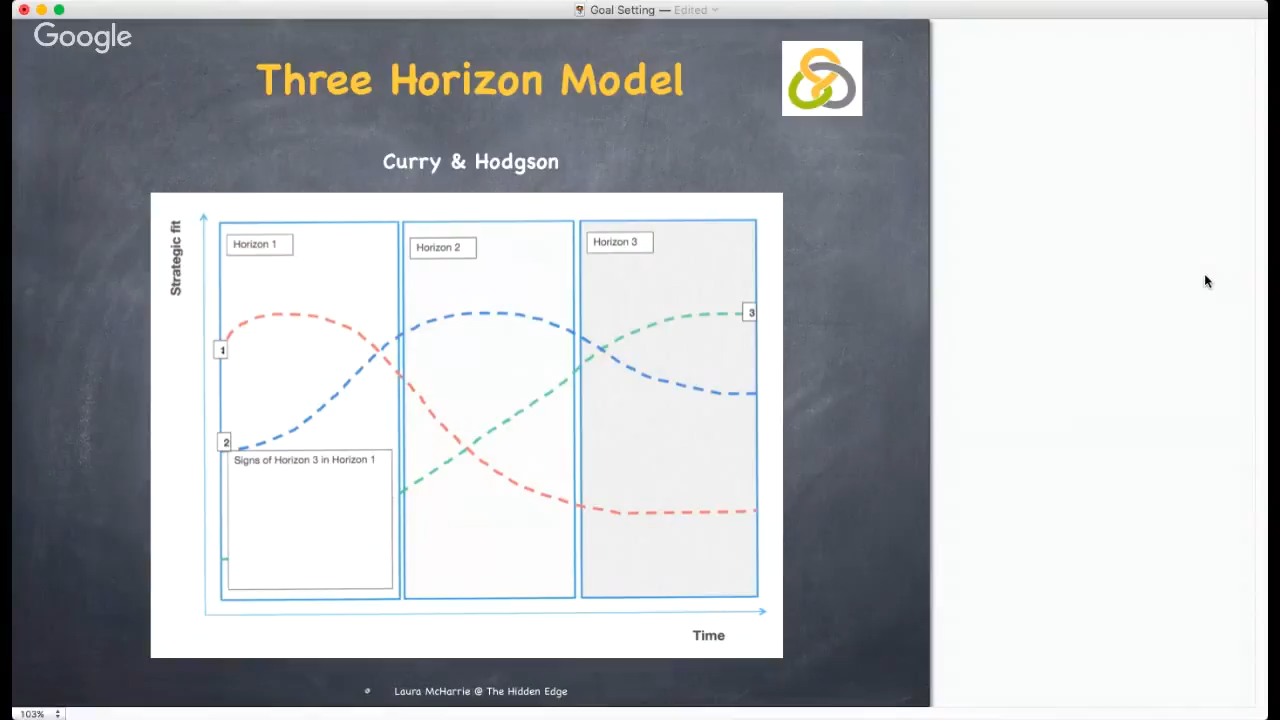 Goal Setting — Edited
Google
Three Horizon Model
Curry & Hodgson
Strategic fit
Horizon 1
Horizon 2
Horizon 3
3
1
2
Signs of Horizon 3 in Horizon 1
Time
Laura McHarrie @ The Hidden Edge
103%